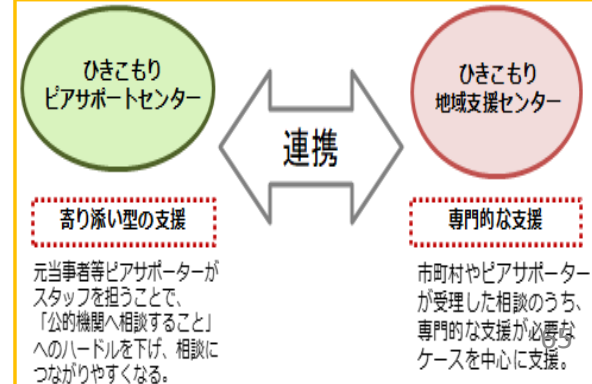 ひきこもり
ピアサポートセンター
連携
ひきこもり
地域支援センター
寄り添い型の支援
元当事者等ピアサポーターが
スタッフを担うことで、
「公的機関へ相談すること」
へのハードルを下げ、相談に
つながりやすくなる。
専門的な支援
市町村やピアサポーター
が受理した相談のうち、
専門的な支援が必要な
ケースを中心に支援。
65